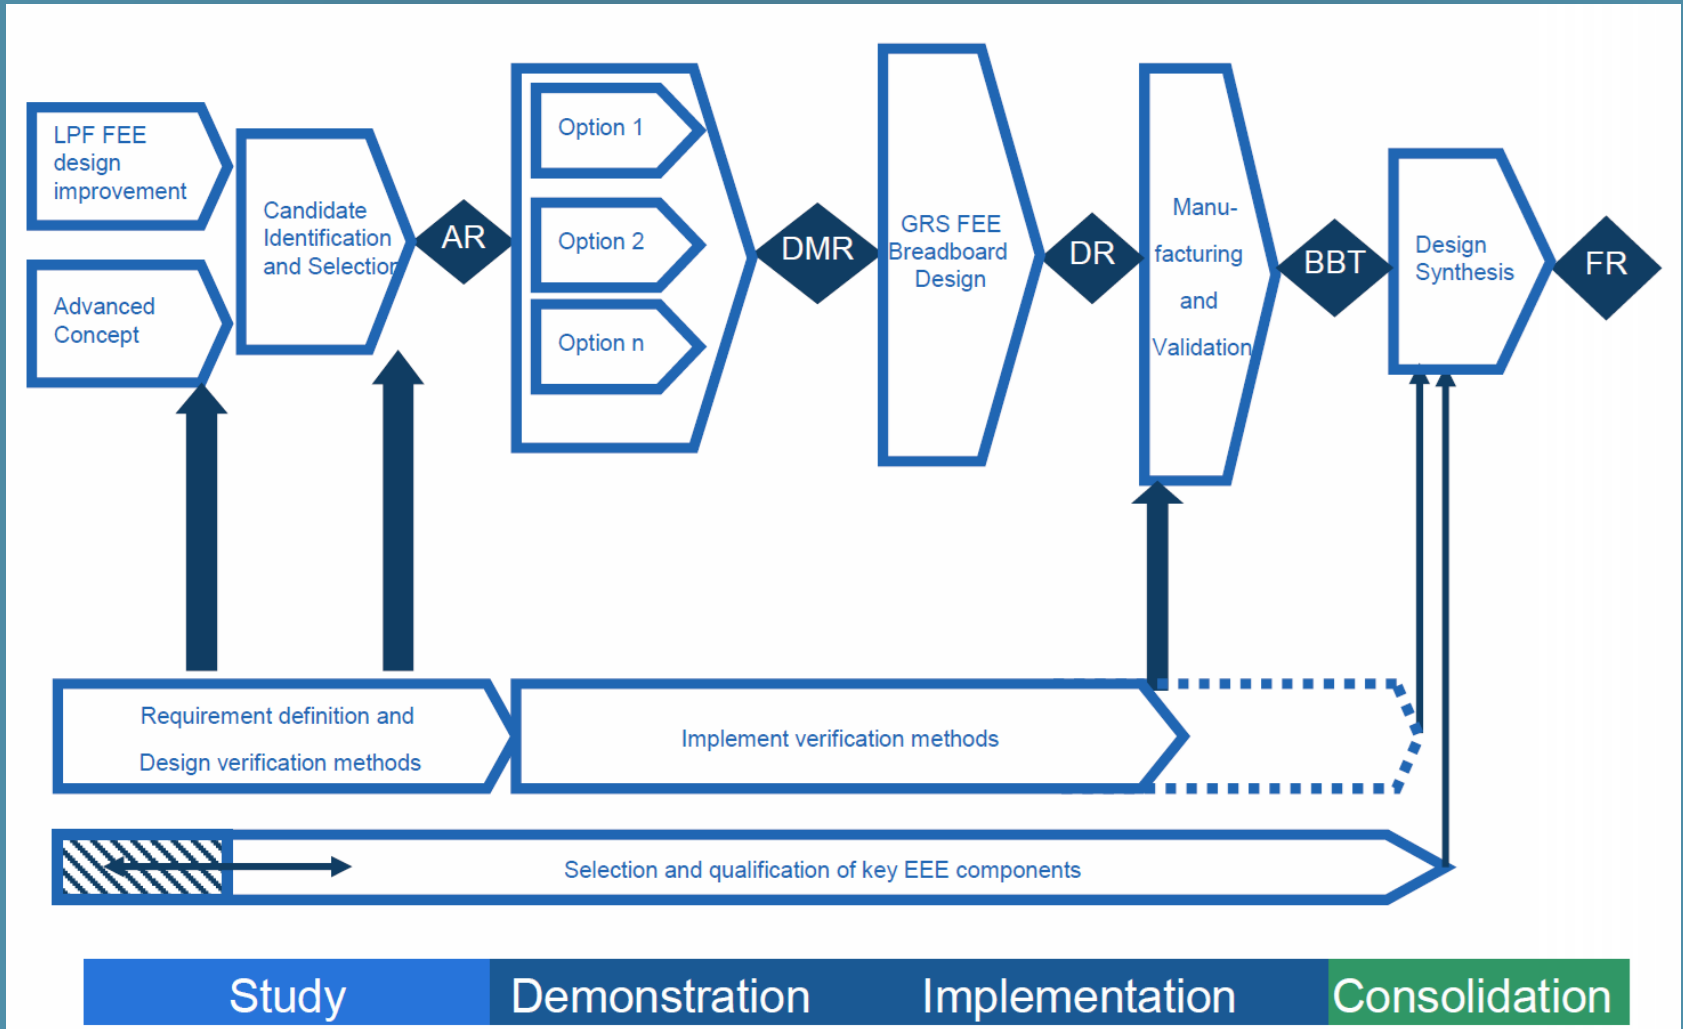 LPF FEE
design
improvement
Advanced
Concept
Candidate
Identification
and Selection
AR
Option 1
Option 2
Option n
DMR
GRS FEE
Breadboard
Design
DR
Manu-
facturing
and
Validation
BBT
Design
Synthesis
FR
Requirement definition and
Design verification methods
Implement verification methods
Selection and qualification of key EEE components
Study
Demonstration
Implementation
Consolidation